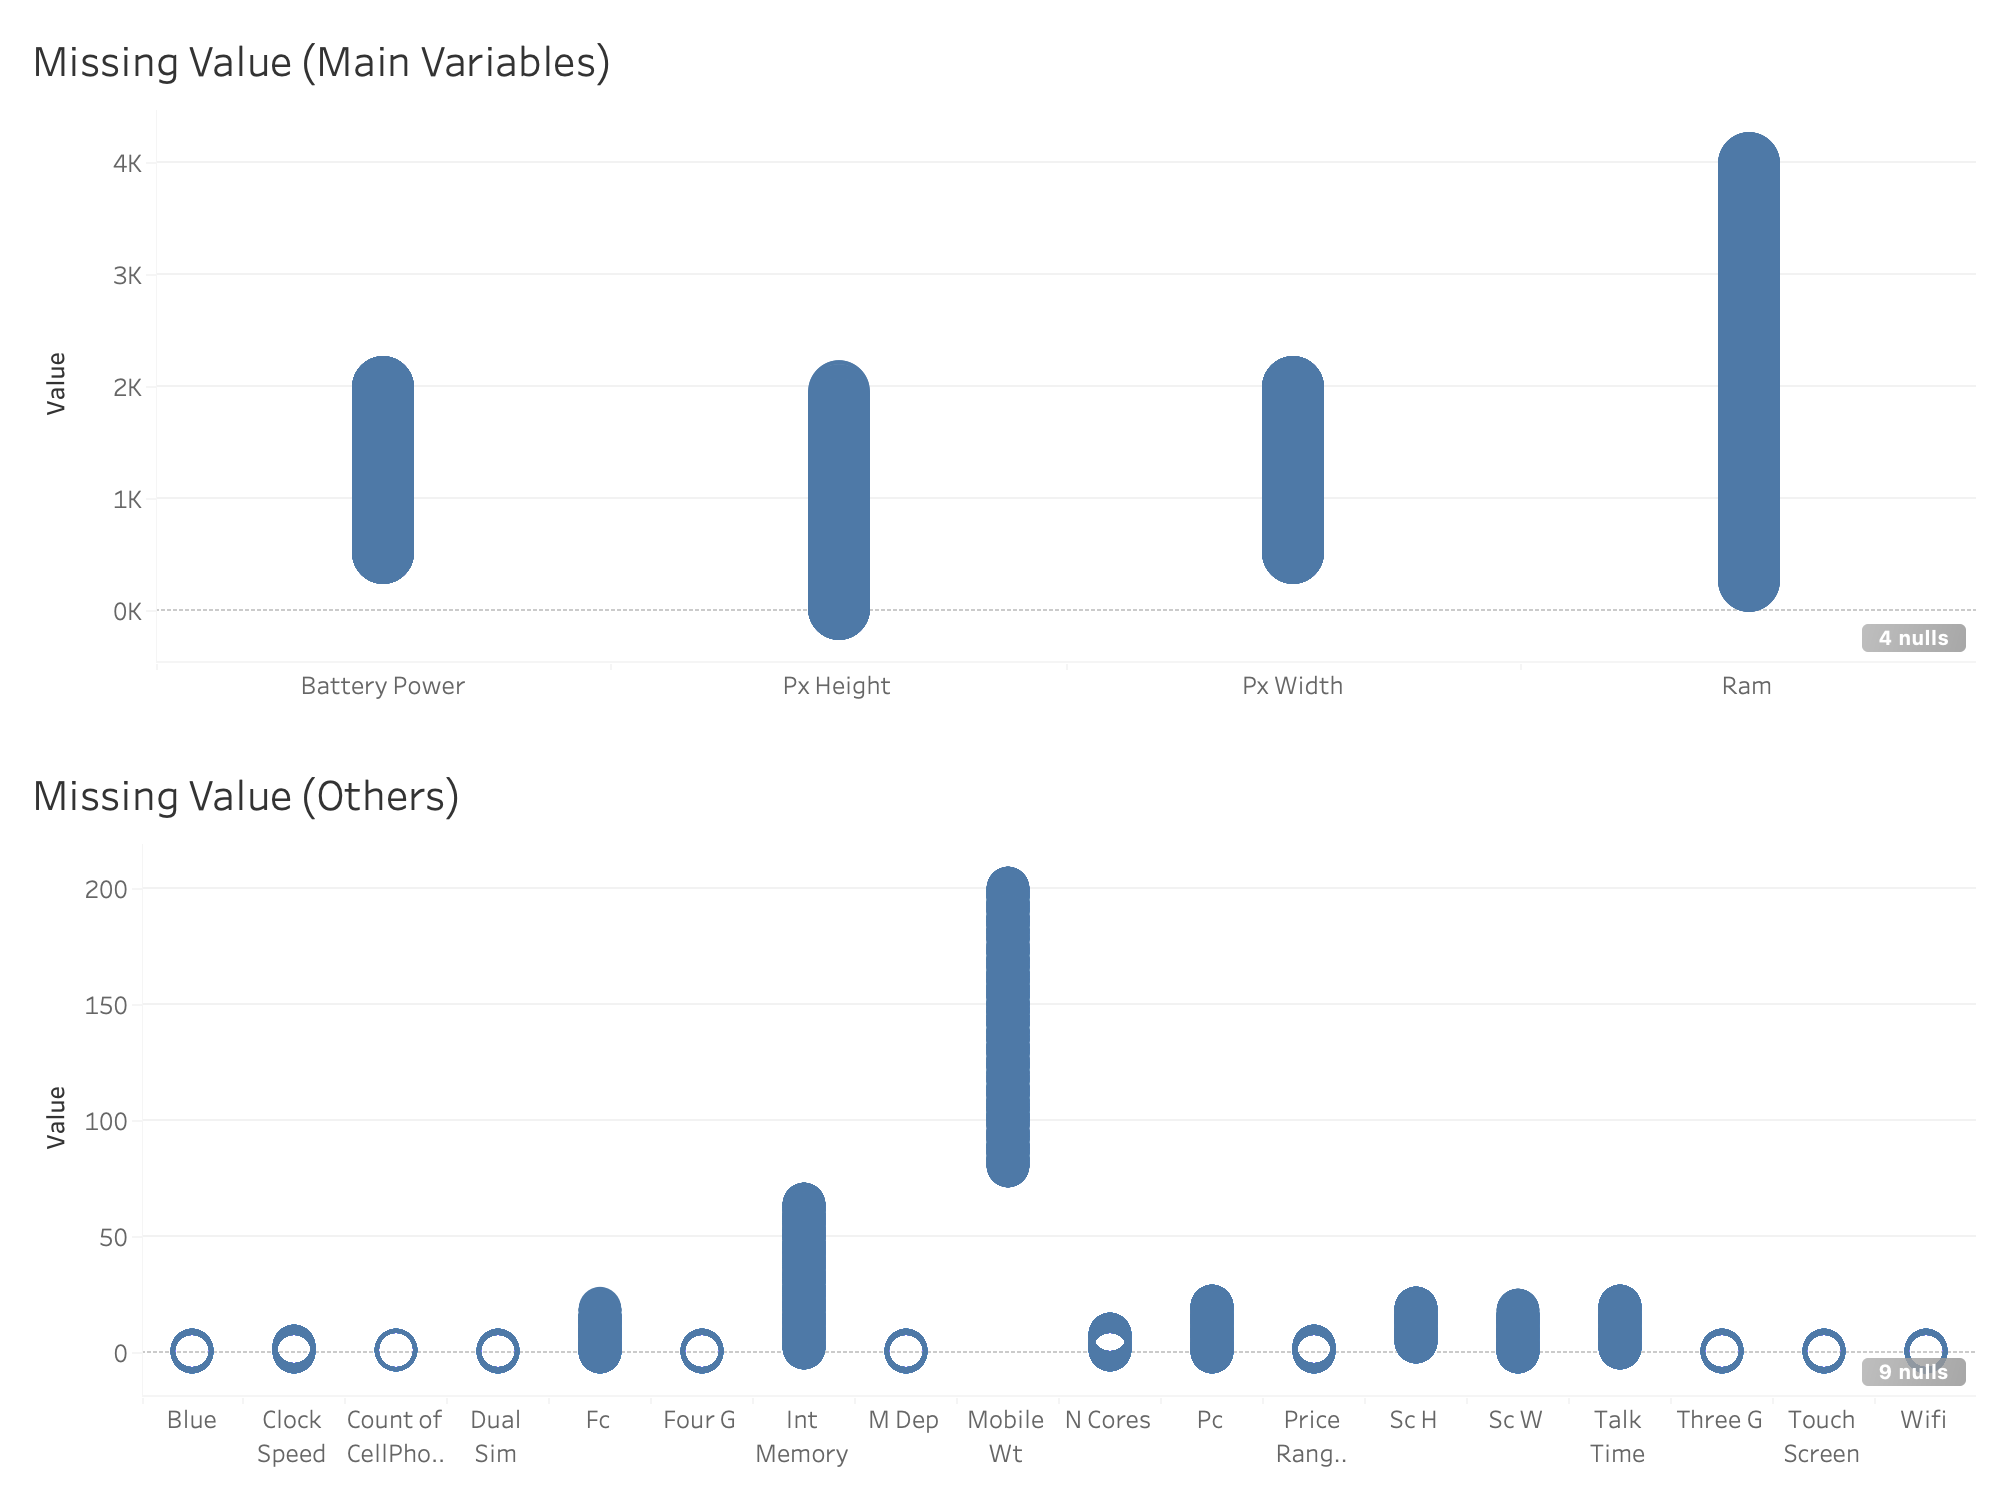 Missing Value (Main Variables)
4K
3K
2K
1K
0K
Value
4 nulls
Battery Power
Px Height
Px Width
Ram
Missing Value (Others)
200
150
100
50
0
Value
9 nulls
Blue
Clock
Speed
Count of
CellPho..
Dual
Sim
Fc
Four G
Int
Memory
M Dep
Mobile
Wt
N Cores
Pc
Price
Rang..
Sc H
Sc W
Talk
Time
Three G
Touch
Screen
Wifi